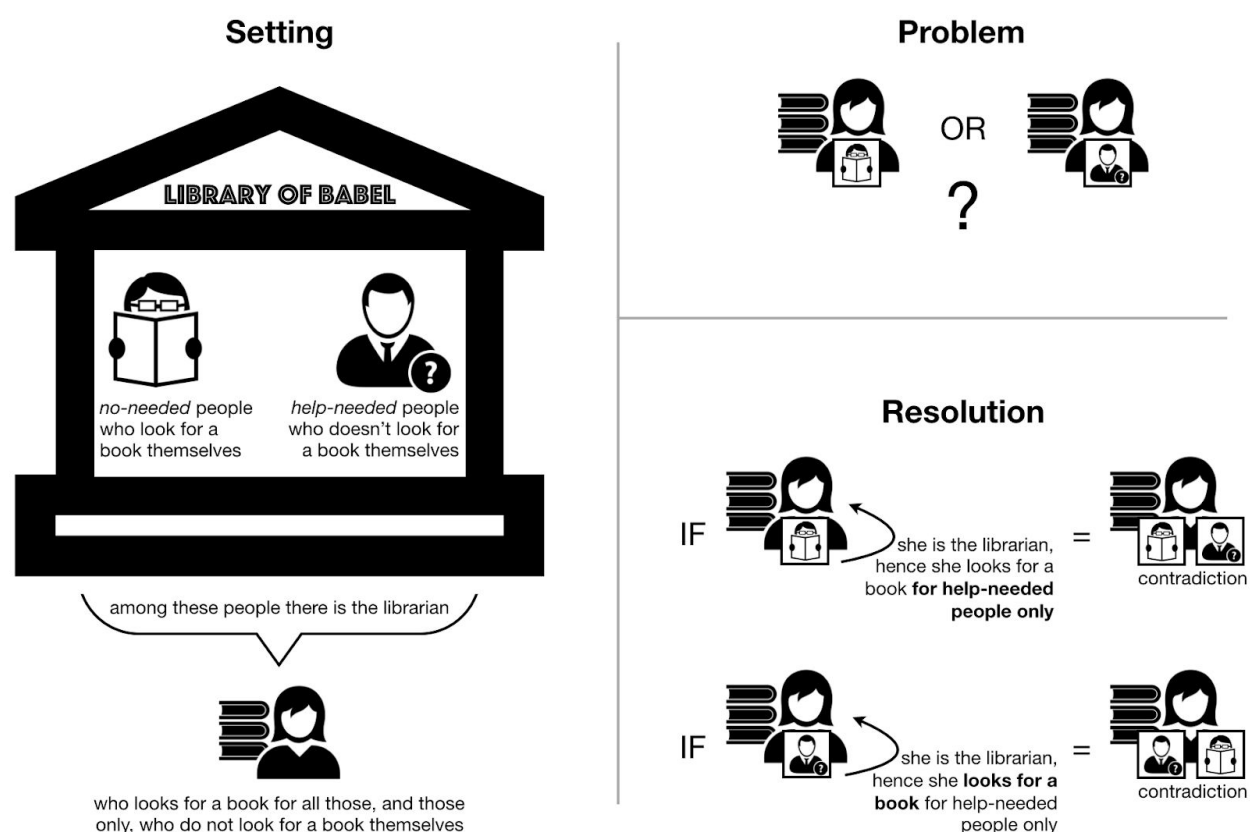 Setting
LIBRARY OF BABEL
no-needed people
who look for a
book themselves
help-needed people
who doesn't look for
a book themselves
?
among these people there is the librarian
who looks for a book for all those, and those
only, who do not look for a book themselves
Problem
OR
?
?
Resolution
IF
she is the librarian,
hence she looks for a
book for help-needed
people only
=
?
contradiction
IF
?
she is the librarian,
hence she looks for a
book for help-needed
people only
=
?
contradiction